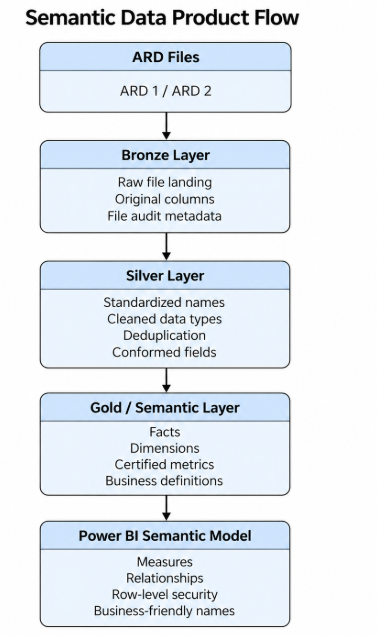 Semantic Data Product Flow
ARD Files
ARD 1 / ARD 2
Bronze Layer
Raw file landing
Original columns
File audit metadata
Silver Layer
Standardized names
Cleaned data types
Deduplication
Conformed fields
Gold / Semantic Layer
Facts
Dimensions
Certified metrics
Business definitions
Power BI Semantic Model
Measures
Relationships
Row-level security
Business-friendly names